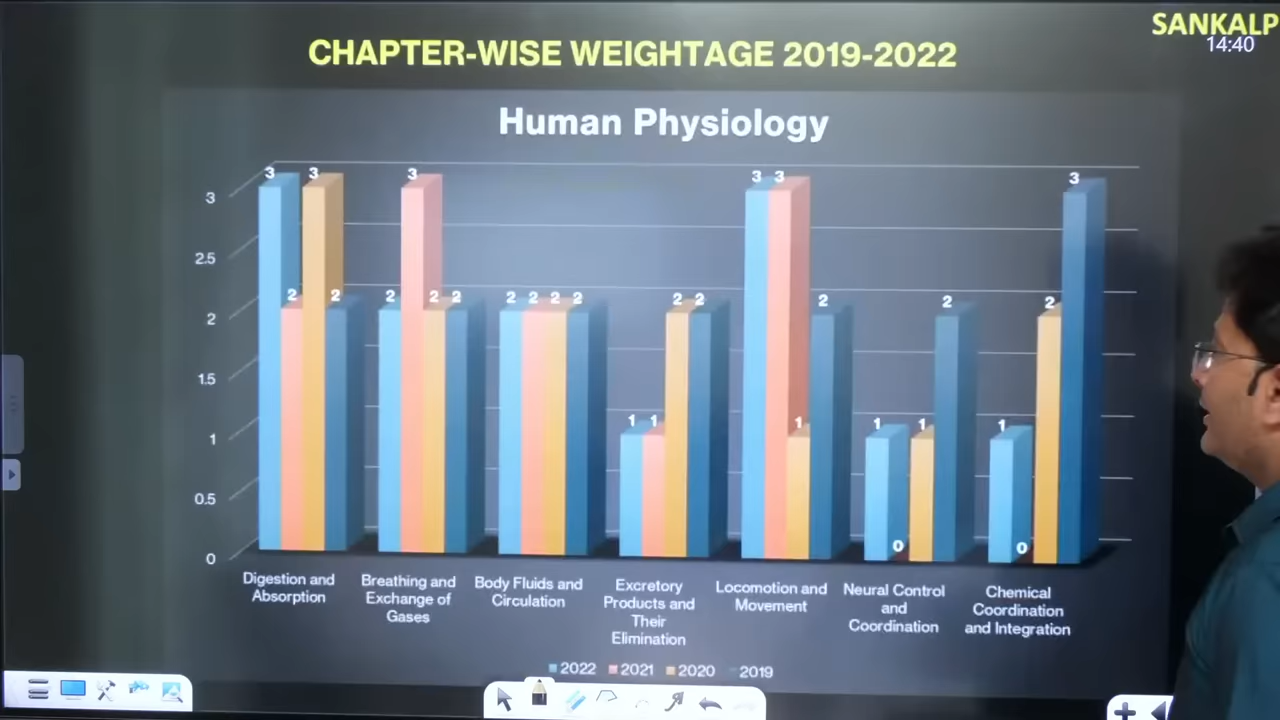 SANKALP
14:40
CHAPTER-WISE WEIGHTAGE 2019-2022
Human Physiology
3
2.5
2
1.5
1
0.5
0
3 2 3 2
2 3 2 2
2 2 2 2
1 1 2 2
3 3 1 2
1 0 1 2
1 0 2 3
Digestion and
Absorption
Breathing and
Exchange of
Gases
Body Fluids and
Circulation
Excretory
Products and
Their
Elimination
Locomotion and
Movement
Neural Control
and
Coordination
Chemical
Coordination
and Integration
2022 2021 2020 2019